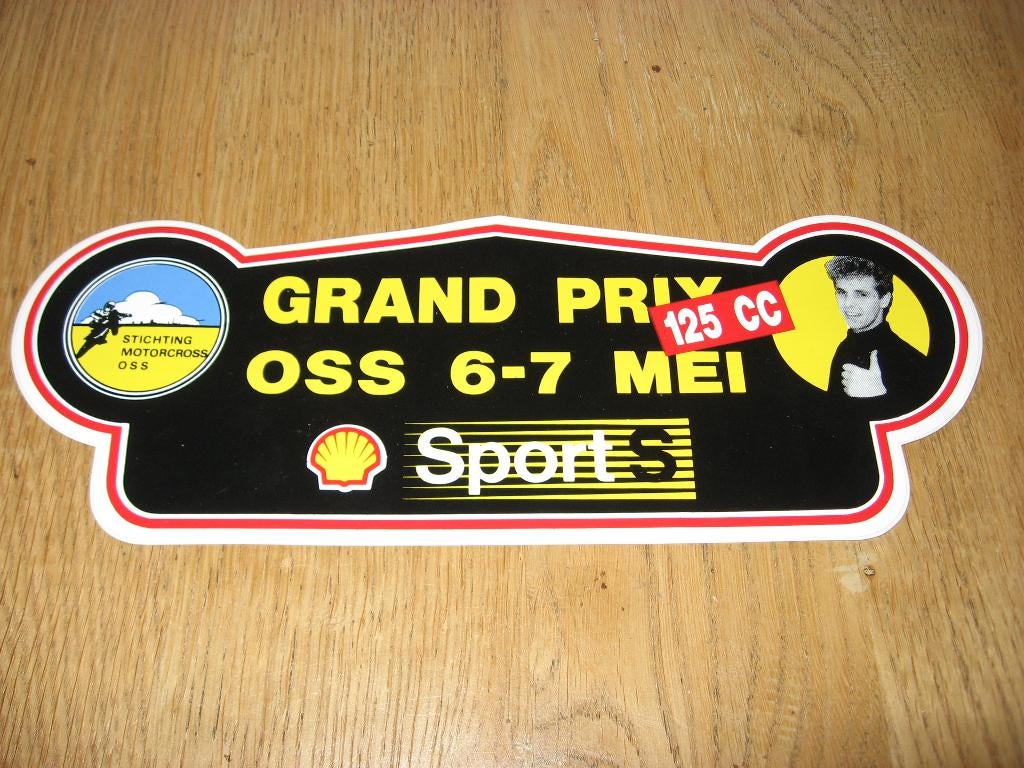 GRAND PRIX
125 CC
OSS 6-7 MEI
STICHTING
MOTORCROSS
OSS
Sport S